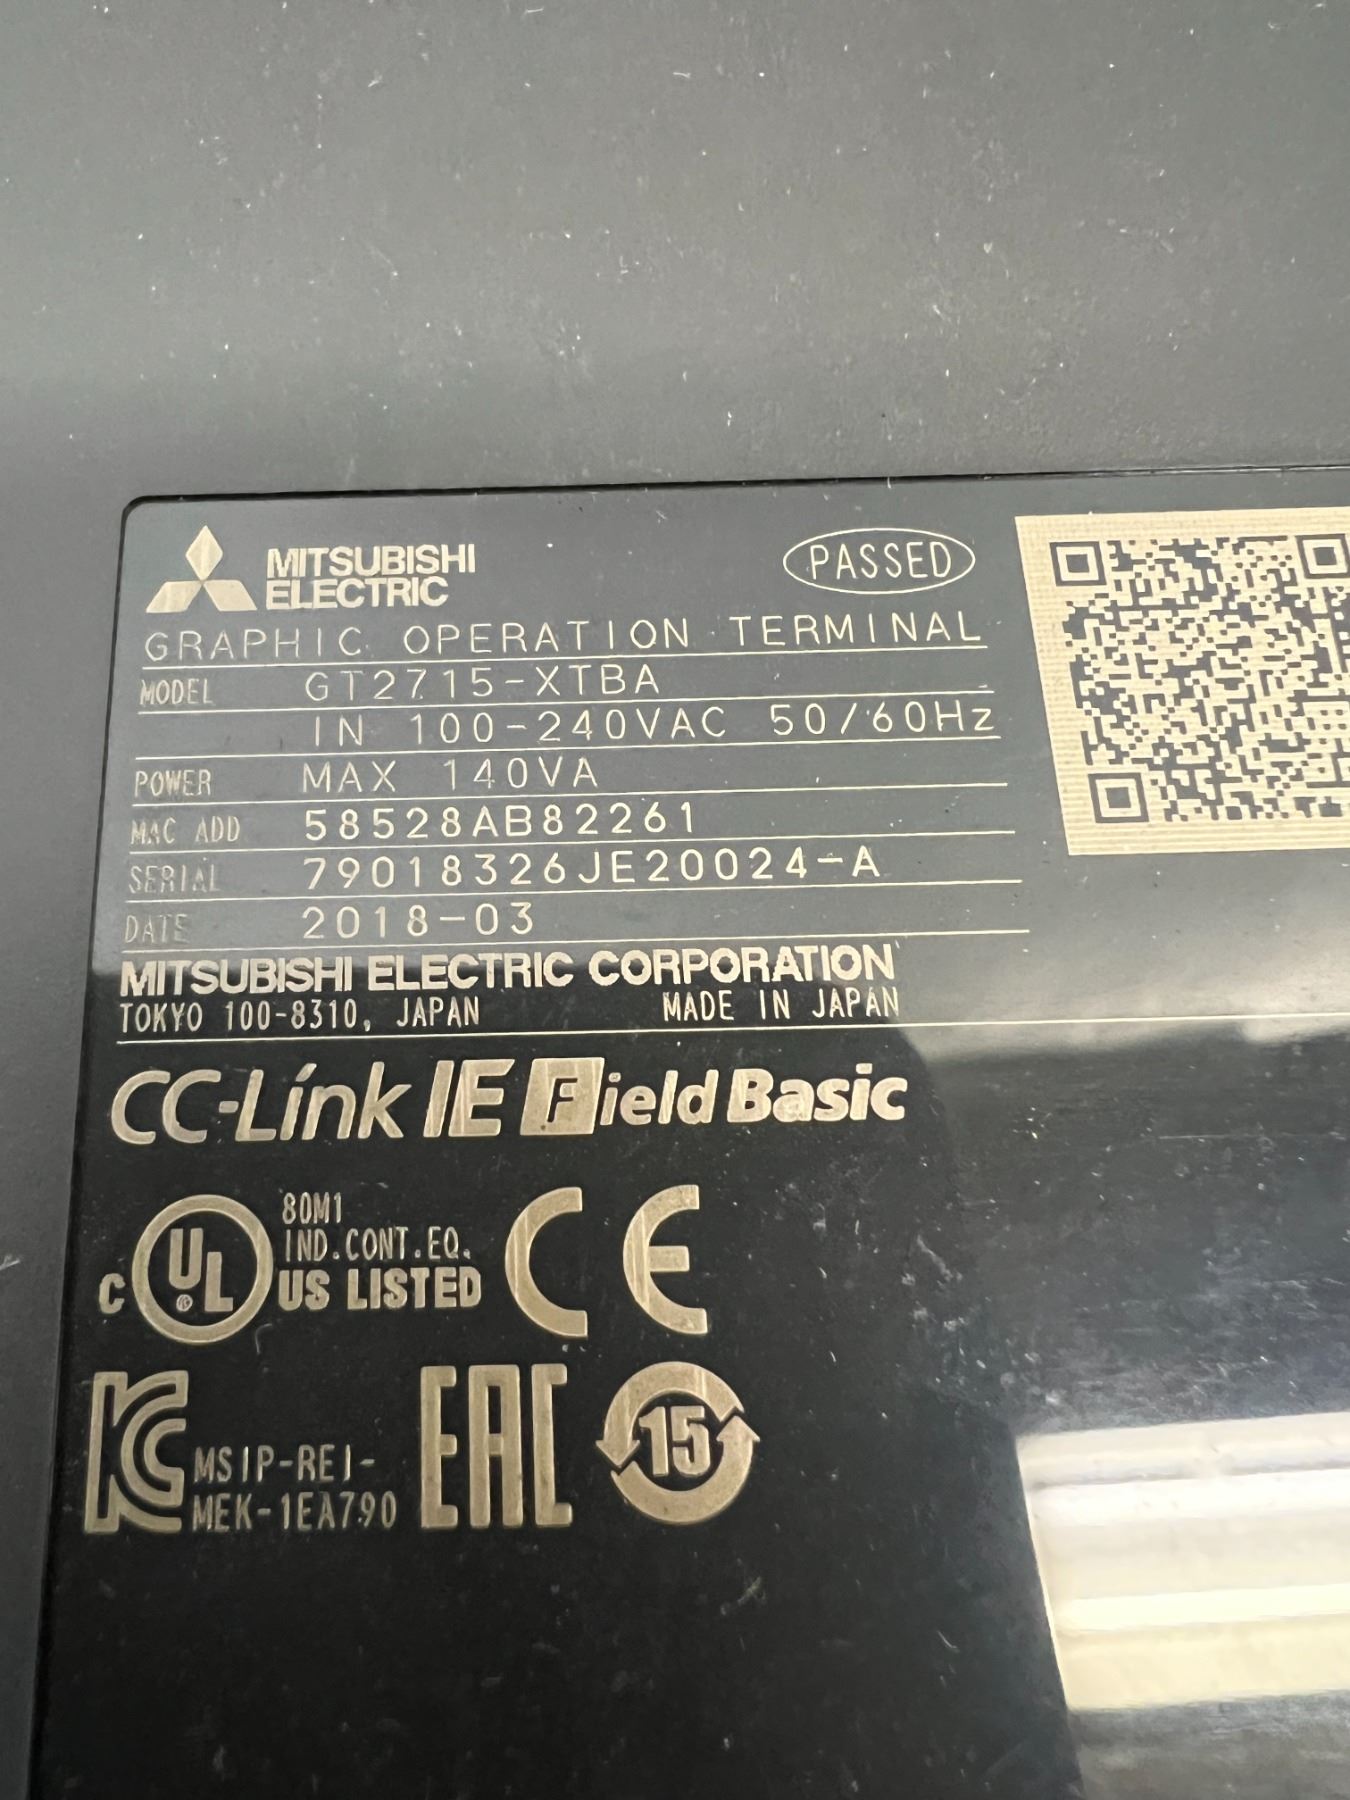 MITSUBISHI
ELECTRIC
PASSED
GRAPHIC OPERATION TERMINAL
MODEL GT2715-XTBA
IN 100-240VAC 50/60Hz
POWER MAX 140VA
MAC ADD 58528AB82261
SERIAL 79018326JE20024-A
DATE 2018-03
MITSUBISHI ELECTRIC CORPORATION
TOKYO 100-8310, JAPAN MADE IN JAPAN
CC-Link IE Field Basic
C UL ® 80M1
IND.CONT.EQ.
US LISTED
CE
KC MSIP-REI-
MEK-1EA790
EAC
15